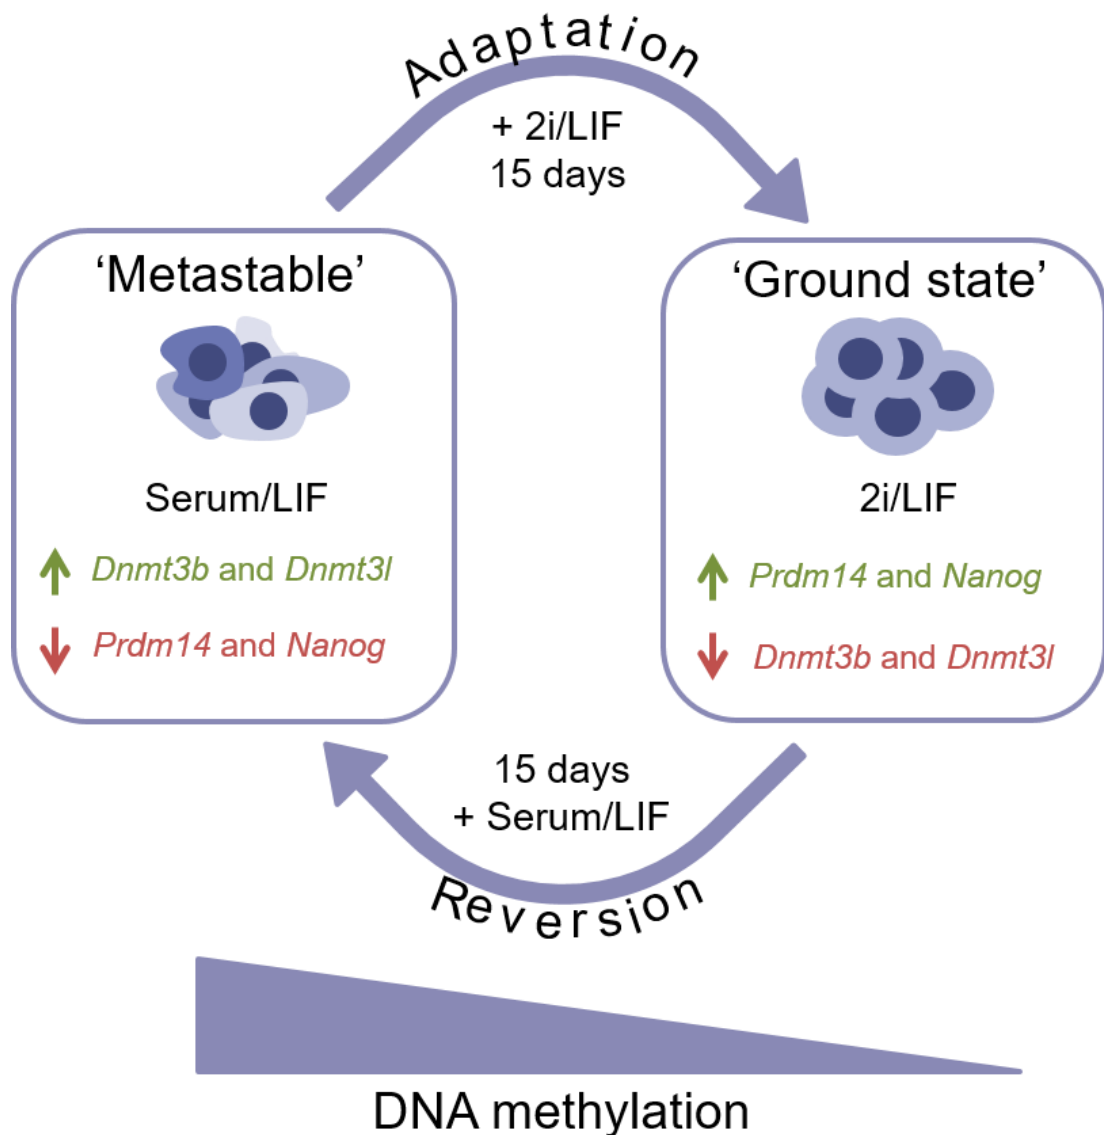 Adaptation
+ 2i/LIF
15 days
‘Metastable’
Serum/LIF
Dnmt3b and Dnmt3l
Prdm14 and Nanog
‘Ground state’
2i/LIF
Prdm14 and Nanog
Dnmt3b and Dnmt3l
15 days
+ Serum/LIF
Reversion
DNA methylation